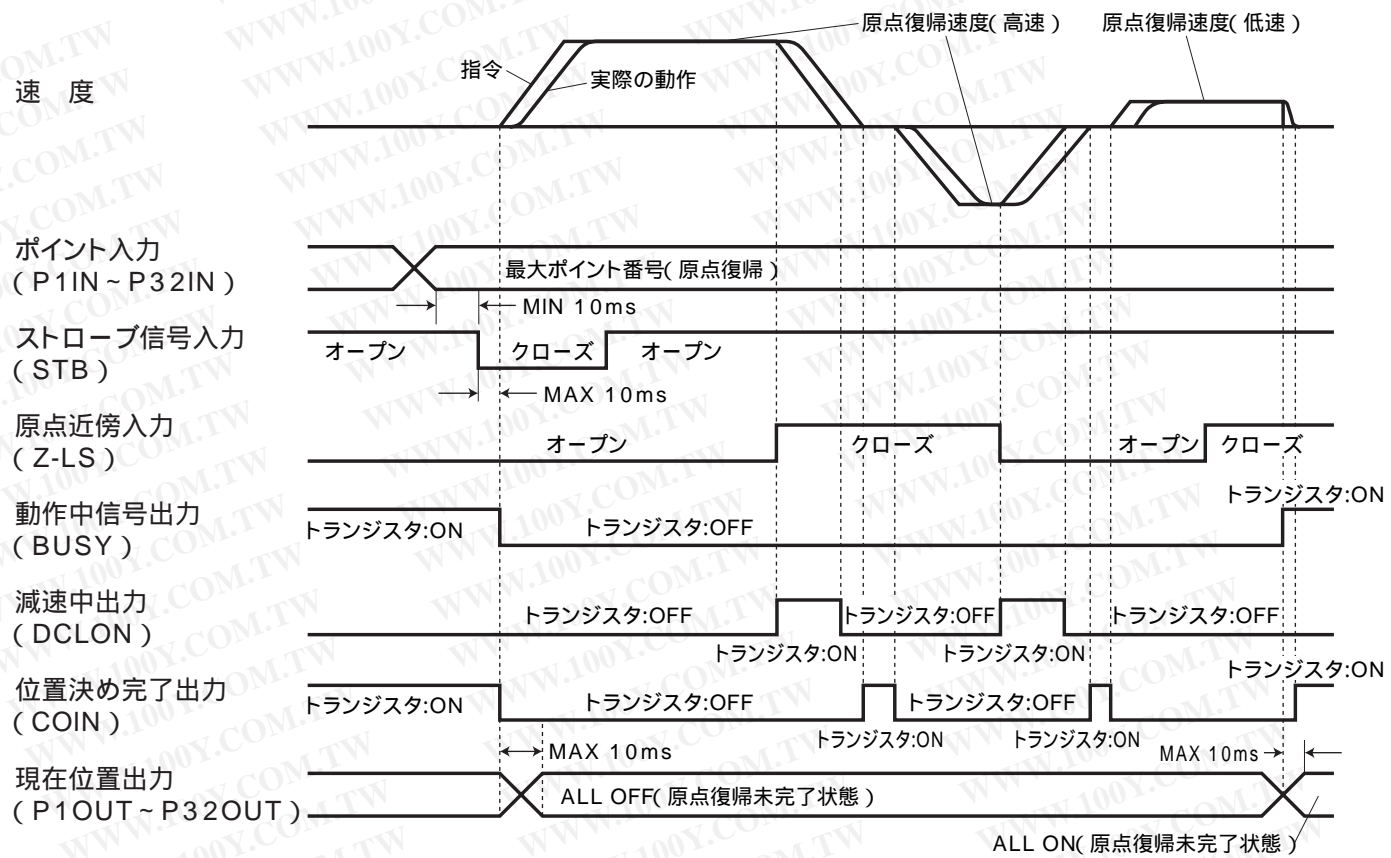 原点復帰速度(高速)
原点復帰速度(低速)
速 度
指令
実際の動作
ポイント入力
(P1IN~P32IN)
最大ポイント番号(原点復帰)
MIN 10ms
ストローブ信号入力
(STB)
オープン
クローズ
オープン
MAX 10ms
原点近傍入力
(Z-LS)
オープン
クローズ
オープン
クローズ
動作中信号出力
(BUSY)
トランジスタ:ON
トランジスタ:OFF
トランジスタ:ON
減速中出力
(DCLON)
トランジスタ:OFF
トランジスタ:ON
トランジスタ:OFF
トランジスタ:ON
トランジスタ:OFF
位置決め完了出力
(COIN)
トランジスタ:ON
トランジスタ:OFF
トランジスタ:ON
トランジスタ:OFF
トランジスタ:ON
トランジスタ:ON
MAX 10ms
MAX 10ms
現在位置出力
(P1OUT~P32OUT)
ALL OFF(原点復帰未完了状態)
ALL ON(原点復帰未完了状態)
WWW.100Y.COM.TW